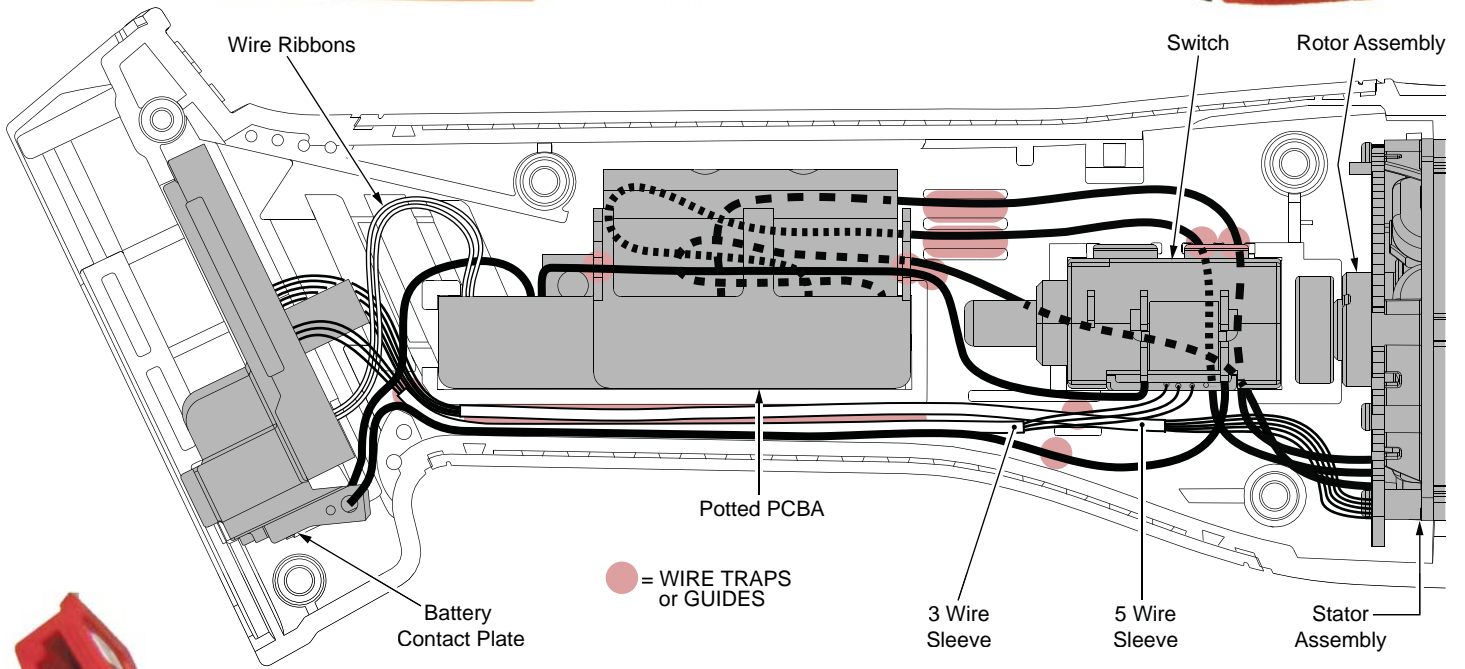 Wire Ribbons
Switch
Rotor Assembly
Potted PCBA
= WIRE TRAPS
or GUIDES
Battery
Contact Plate
3 Wire
Sleeve
5 Wire
Sleeve
Stator
Assembly